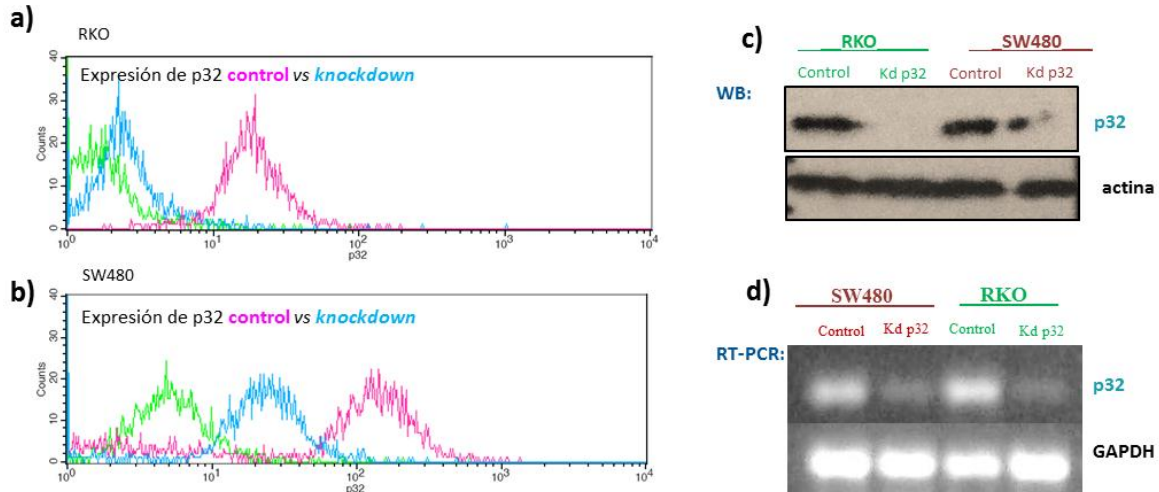 a)
RKO
Expresión de p32 control vs knockdown
Counts
40
30
20
10
0
10^0 10^1 10^2 10^3 10^4
p32
b)
SW480
Expresión de p32 control vs knockdown
Counts
40
30
20
10
0
10^0 10^1 10^2 10^3 10^4
p32
c)
RKO SW480
Control Kd p32 Control Kd p32
WB:
p32
actina
d)
SW480 RKO
Control Kd p32 Control Kd p32
RT-PCR:
p32
GAPDH